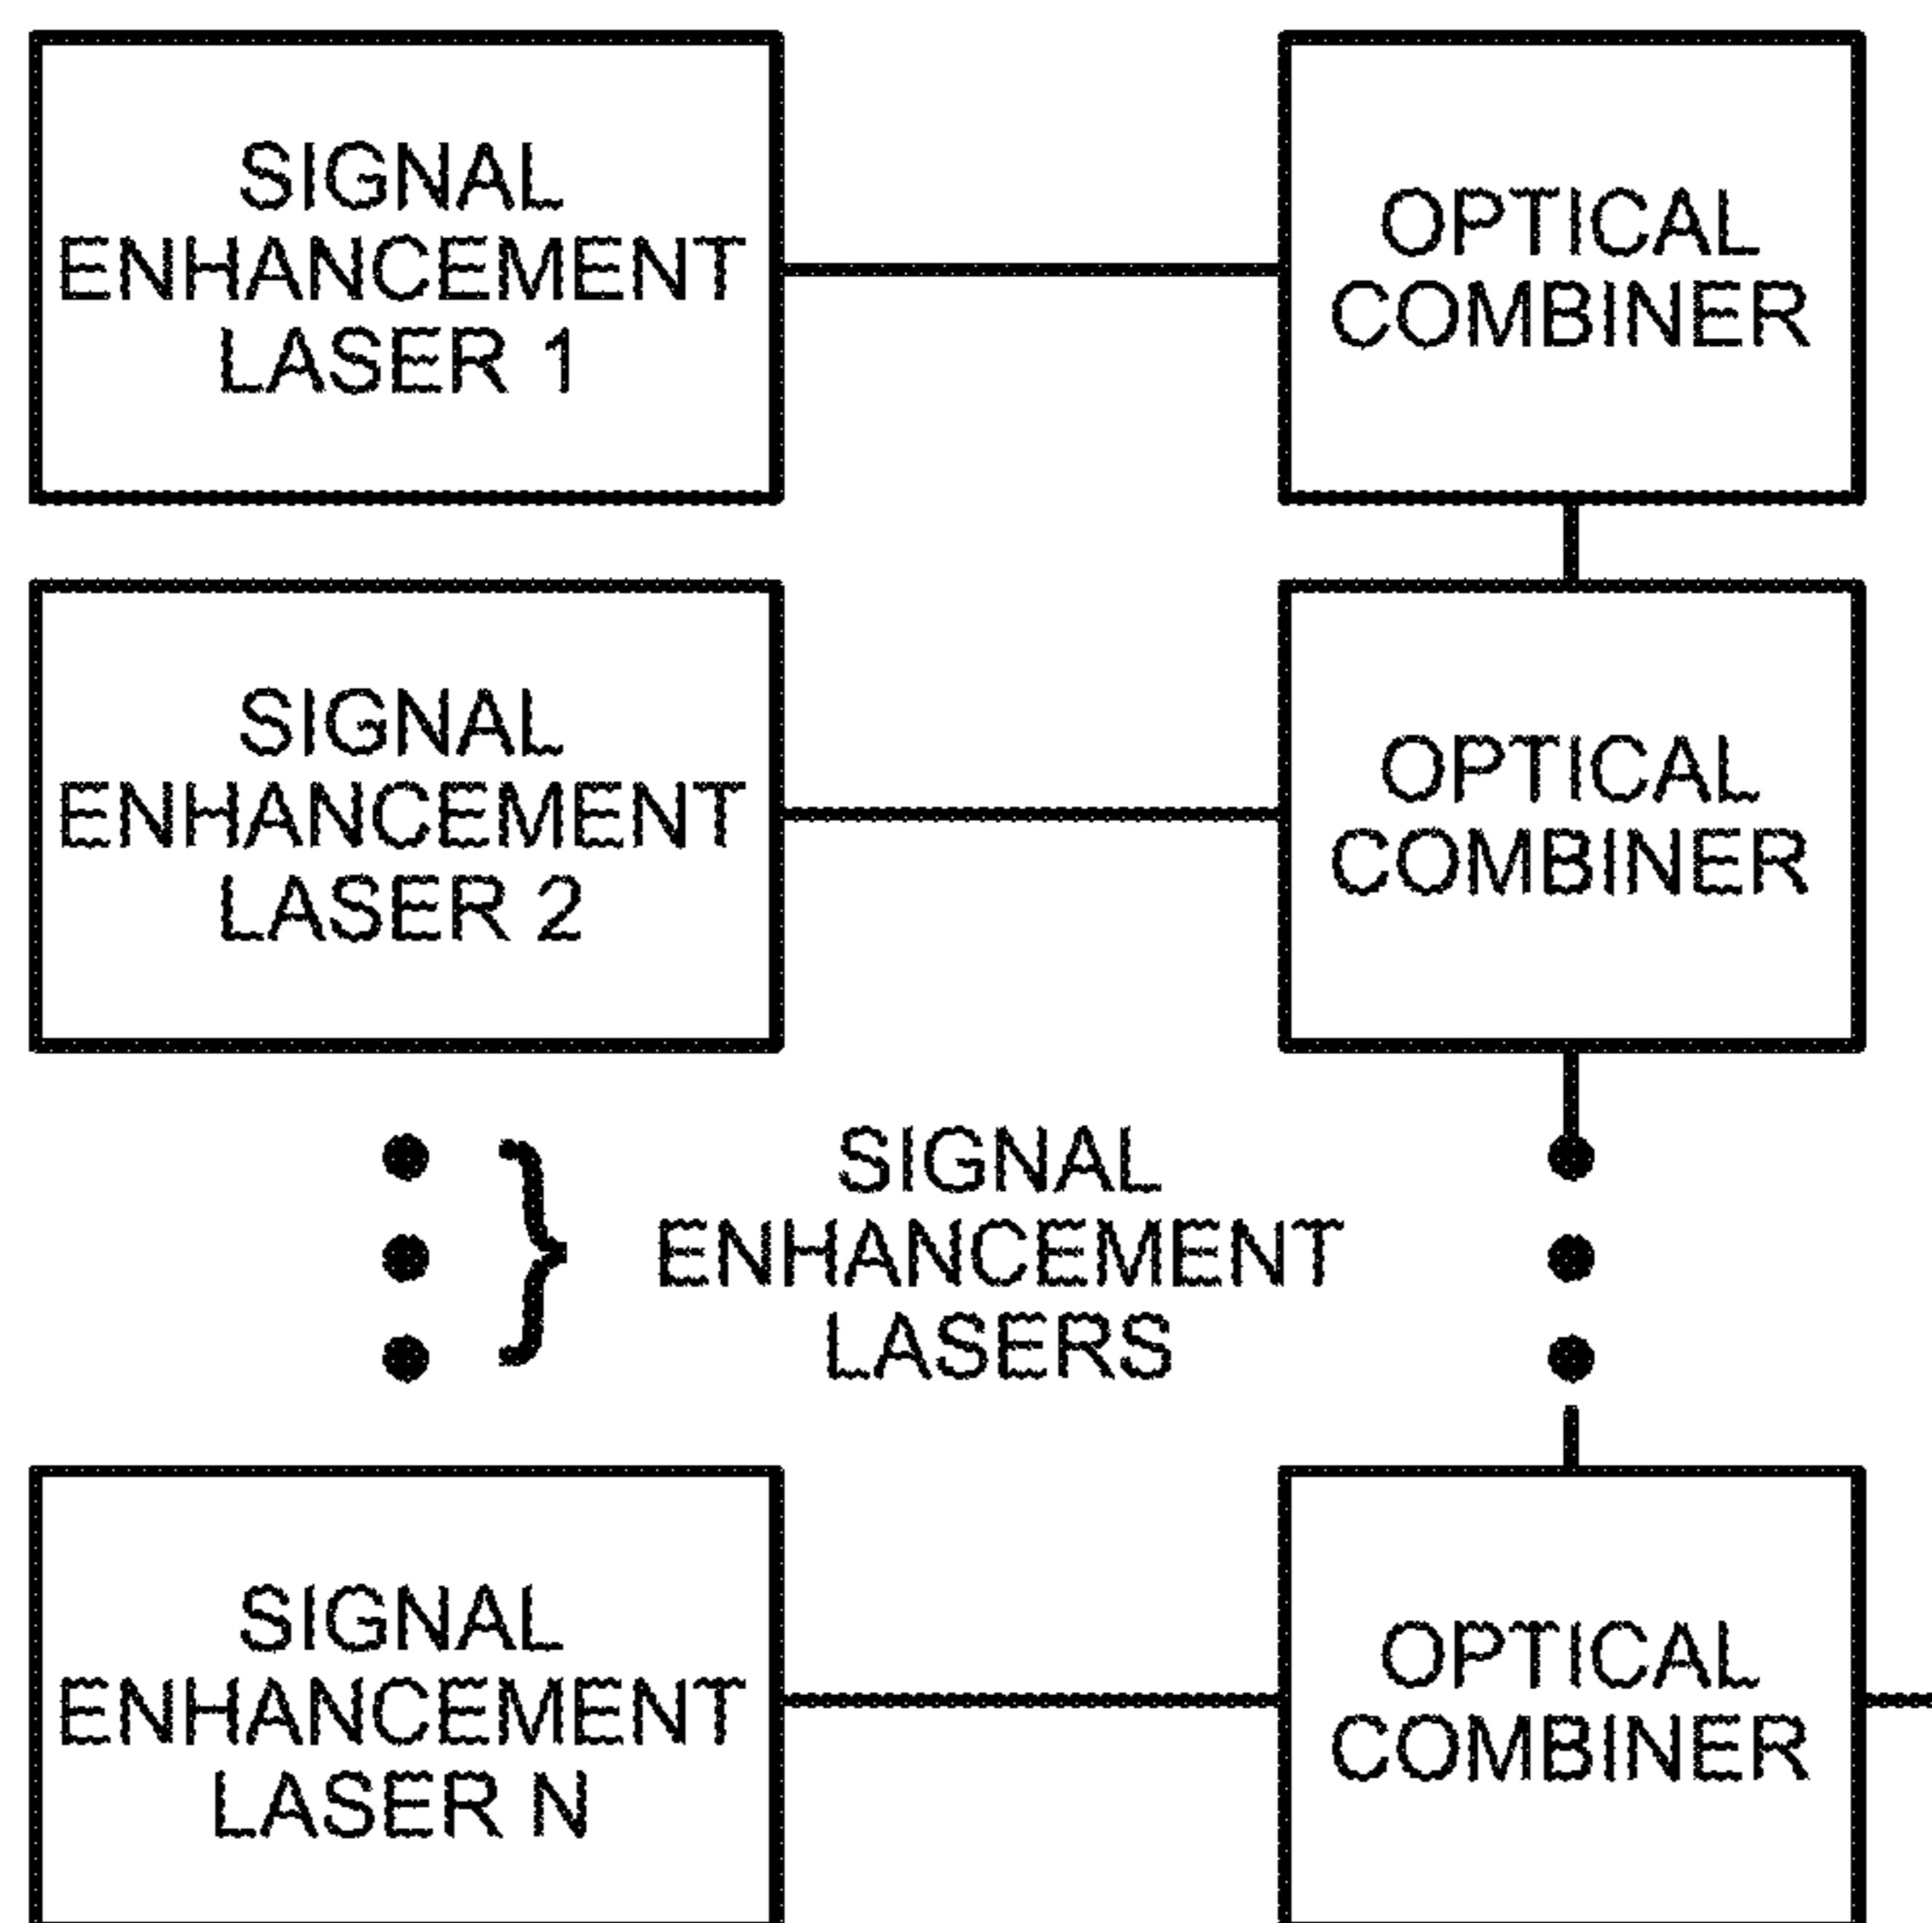 SIGNAL
ENHANCEMENT
LASER 1
OPTICAL
COMBINER
SIGNAL
ENHANCEMENT
LASER 2
OPTICAL
COMBINER
SIGNAL
ENHANCEMENT
LASERS
SIGNAL
ENHANCEMENT
LASER N
OPTICAL
COMBINER